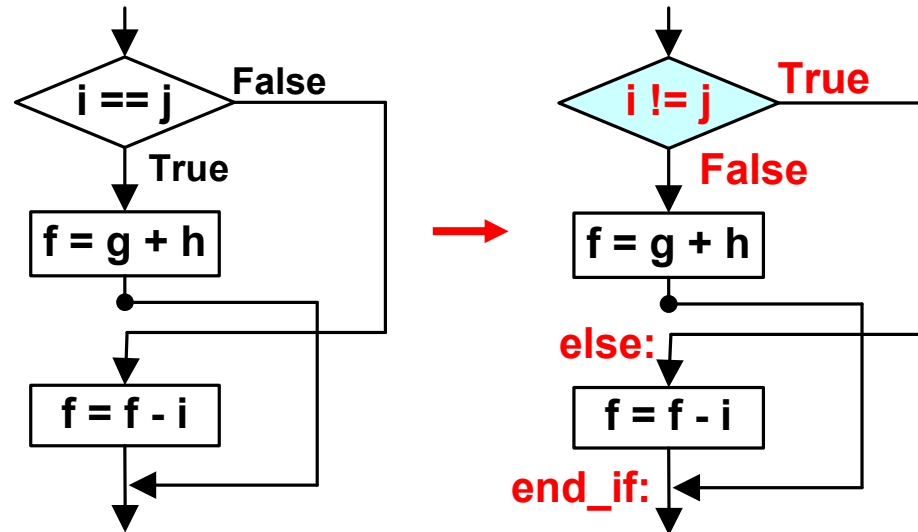 i == j
False
True
f = g + h
f = f - i
i != j
True
False
f = g + h
else:
f = f - i
end_if: